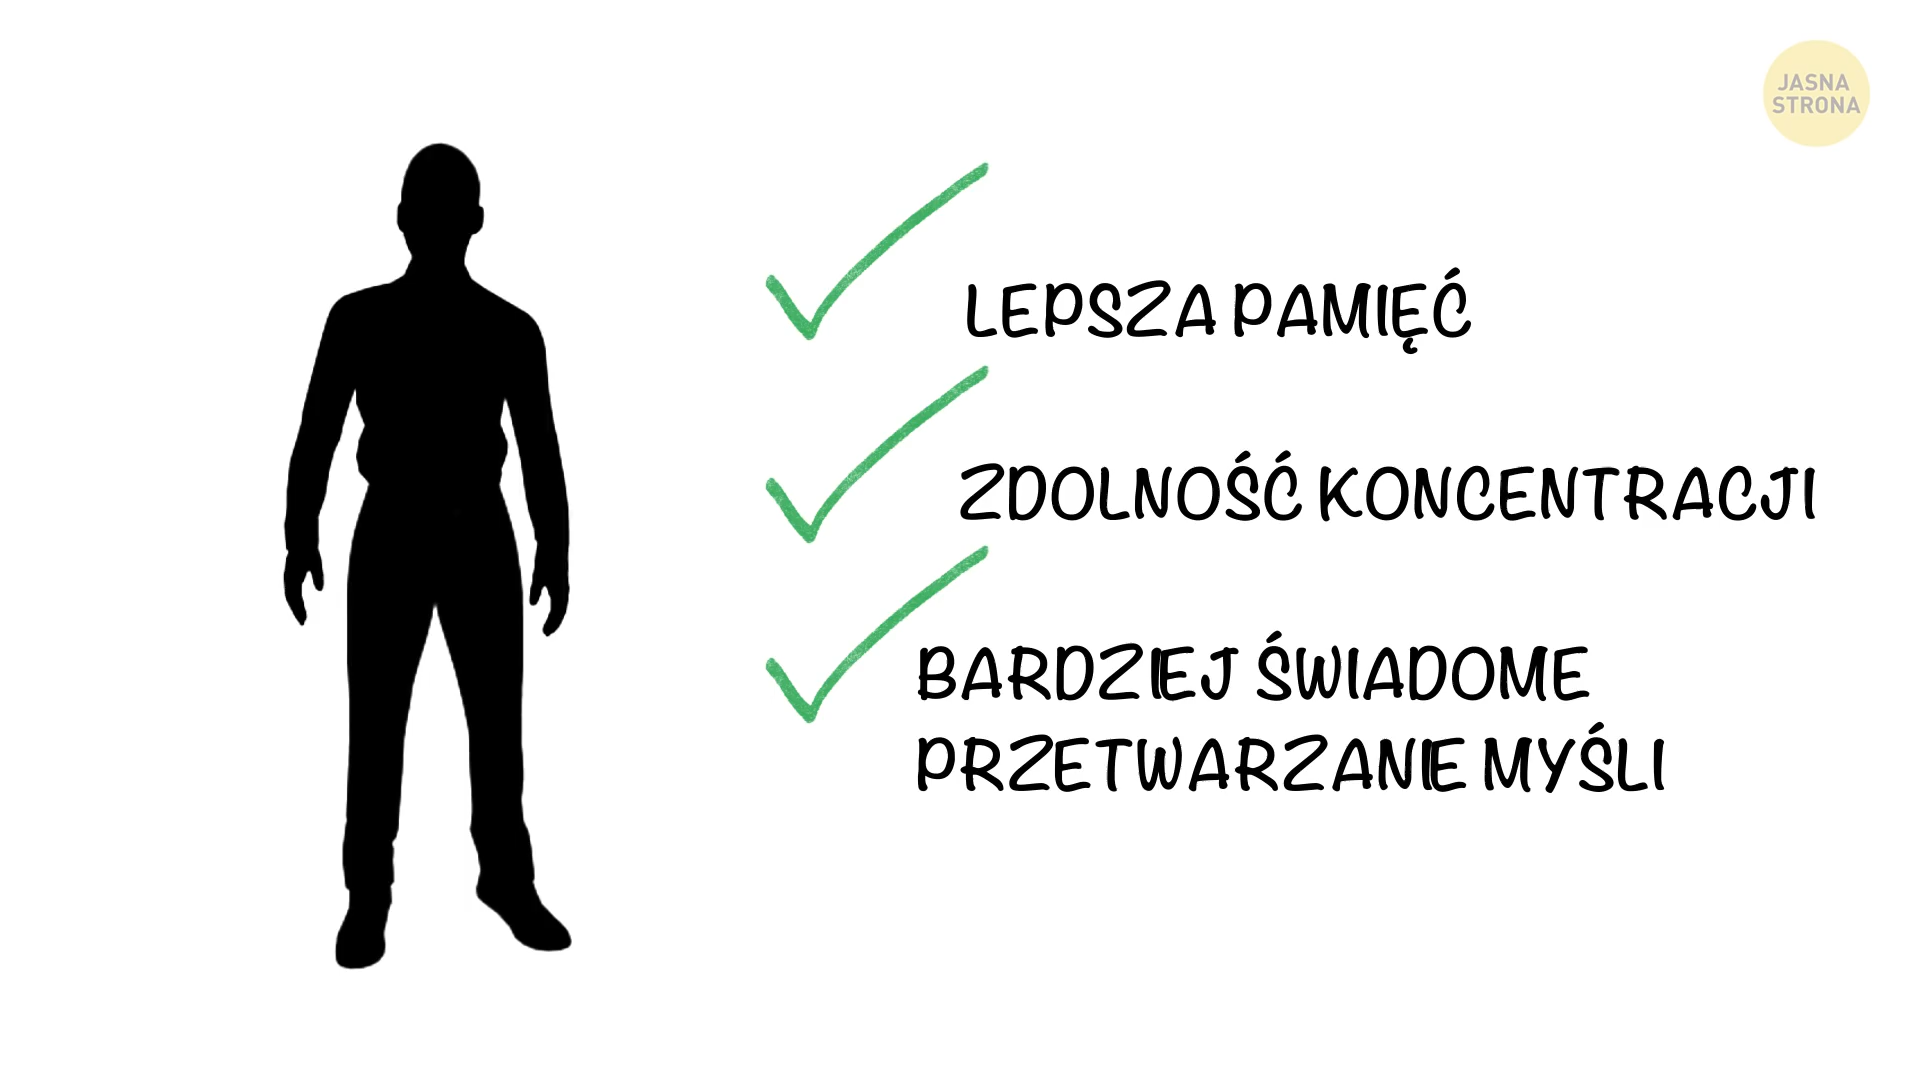 JASNA
STRONA
LEPSZA PAMIĘĆ
ZDOLNOŚĆ KONCENTRACJI
BARDZIEJ ŚWIADOME
PRZETWARZANIE MYŚLI